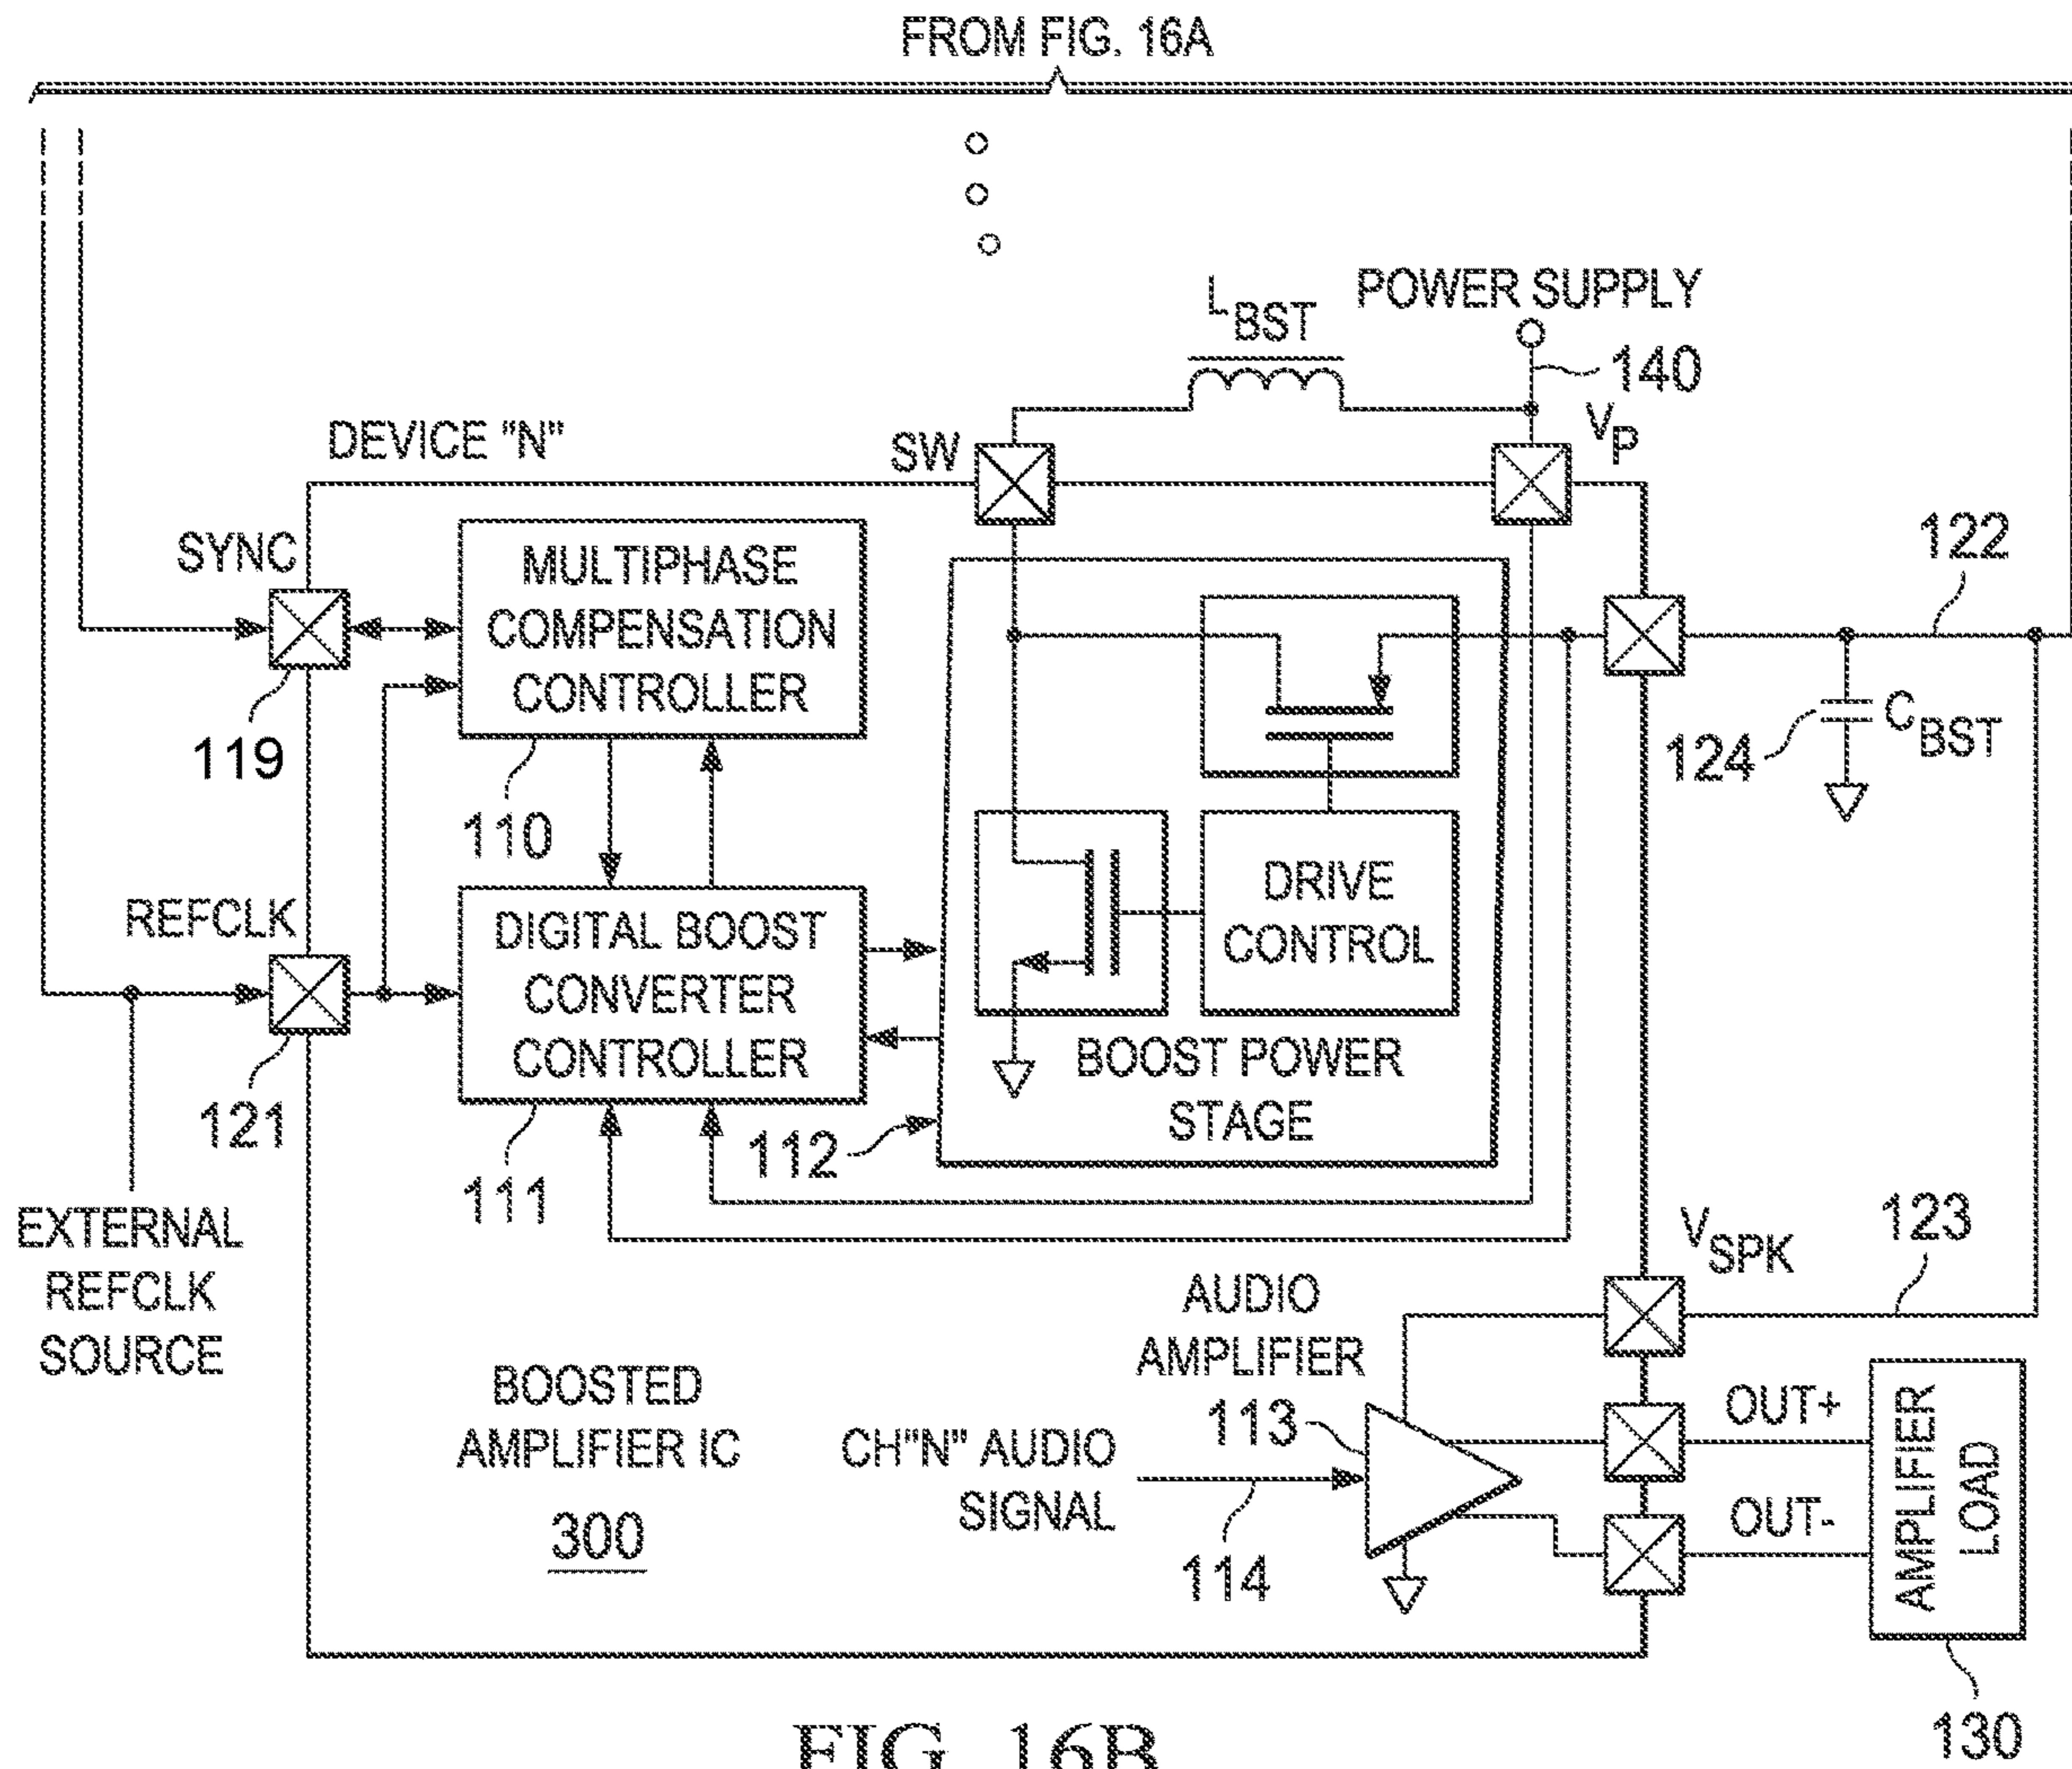 FROM FIG. 16A
L BST
POWER SUPPLY
140
VP
DEVICE "N"
SW
SYNC
119
MULTIPHASE
COMPENSATION
CONTROLLER
110
122
124
CBST
REFCLK
121
DIGITAL BOOST
CONVERTER
CONTROLLER
111
DRIVE
CONTROL
BOOST POWER
STAGE
112
EXTERNAL
REFCLK
SOURCE
VSPK
123
AUDIO
AMPLIFIER
113
BOOSTED
AMPLIFIER IC
300
CH"N" AUDIO
SIGNAL
114
OUT+
OUT-
AMPLIFIER
LOAD
130
FIG. 16B